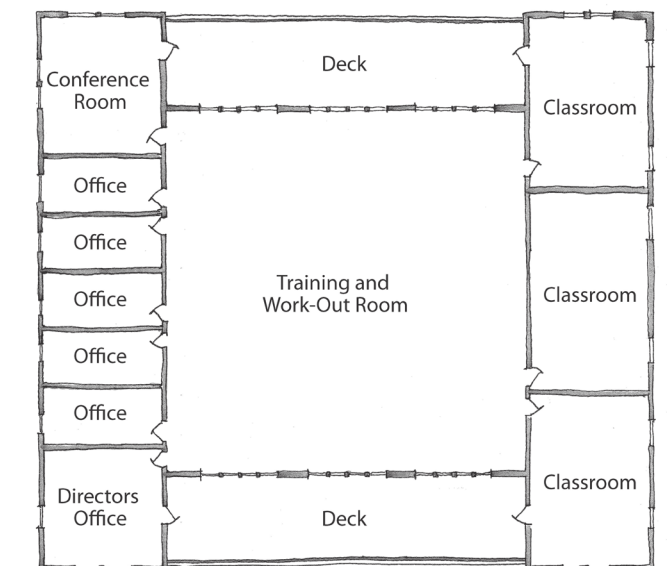 Deck
Conference
Room
Classroom
Office
Office
Training and
Work-Out Room
Classroom
Office
Office
Office
Classroom
Directors
Office
Deck